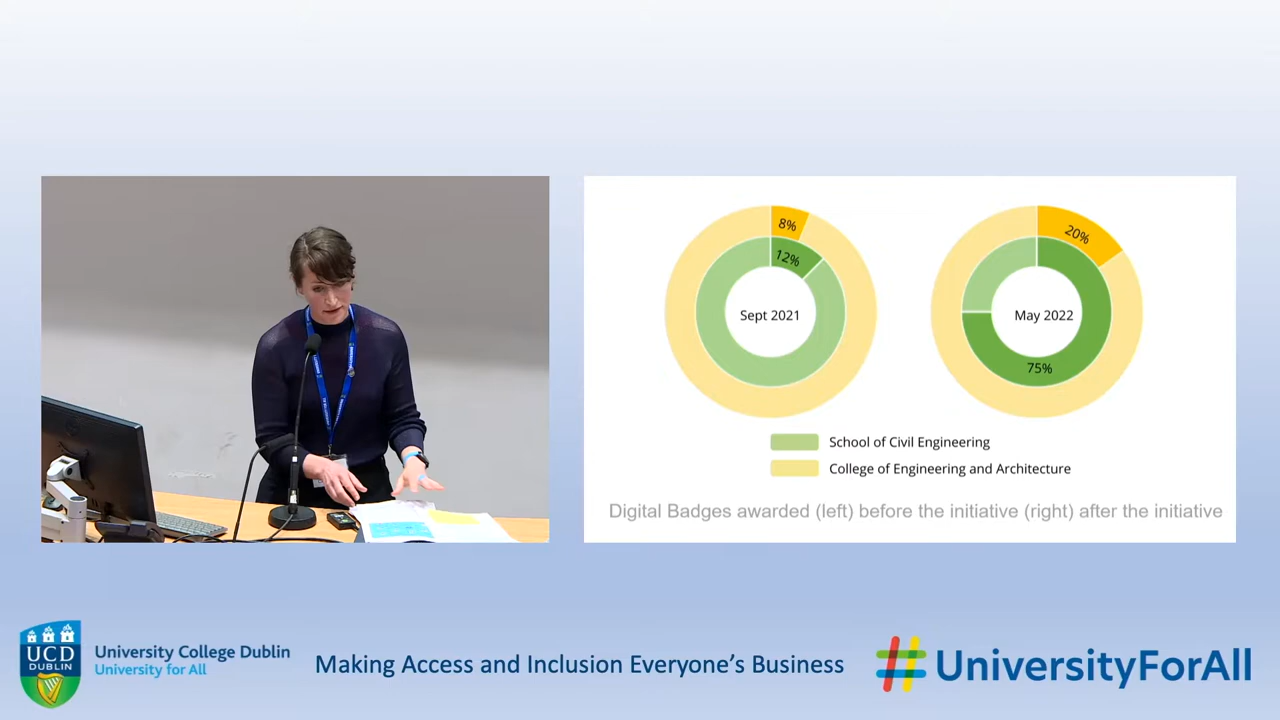 8%
12%
Sept 2021
20%
May 2022
75%
School of Civil Engineering
College of Engineering and Architecture
Digital Badges awarded (left) before the initiative (right) after the initiative
UCD
DUBLIN
University College Dublin
University for All
Making Access and Inclusion Everyone's Business
#UniversityForAll